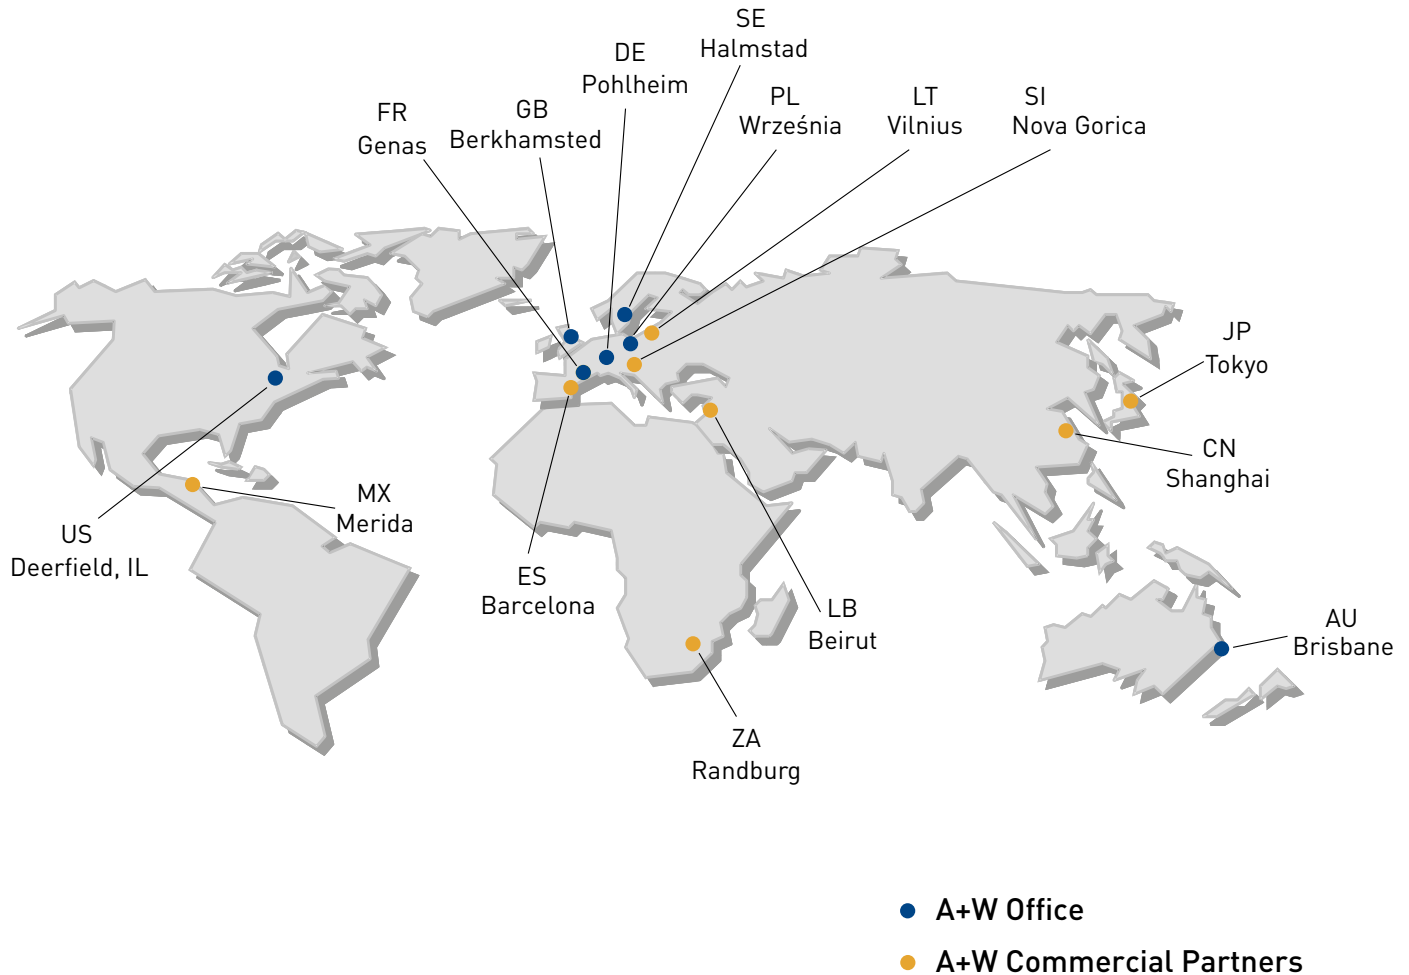 SE
Halmstad
DE
Pohlheim
PL
Września
LT
Vilnius
SI
Nova Gorica
FR
Genas
GB
Berkhamsted
JP
Tokyo
CN
Shanghai
MX
Merida
US
Deerfield, IL
ES
Barcelona
LB
Beirut
AU
Brisbane
ZA
Randburg
A+W Office
A+W Commercial Partners